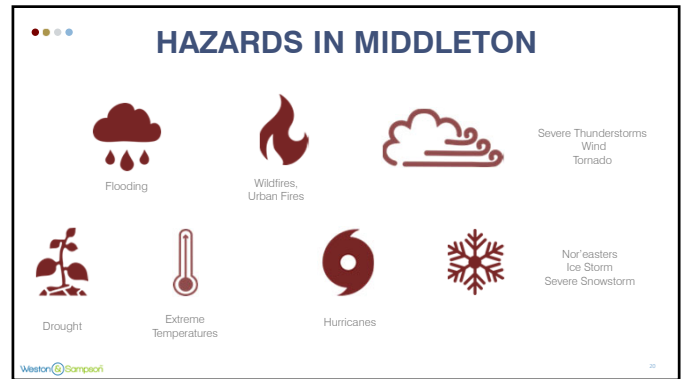 HAZARDS IN MIDDLETON
Flooding
Wildfires,
Urban Fires
Severe Thunderstorms
Wind
Tornado
Drought
Extreme
Temperatures
Hurricanes
Nor'easters
Ice Storm
Severe Snowstorm
Weston & Sampson
20